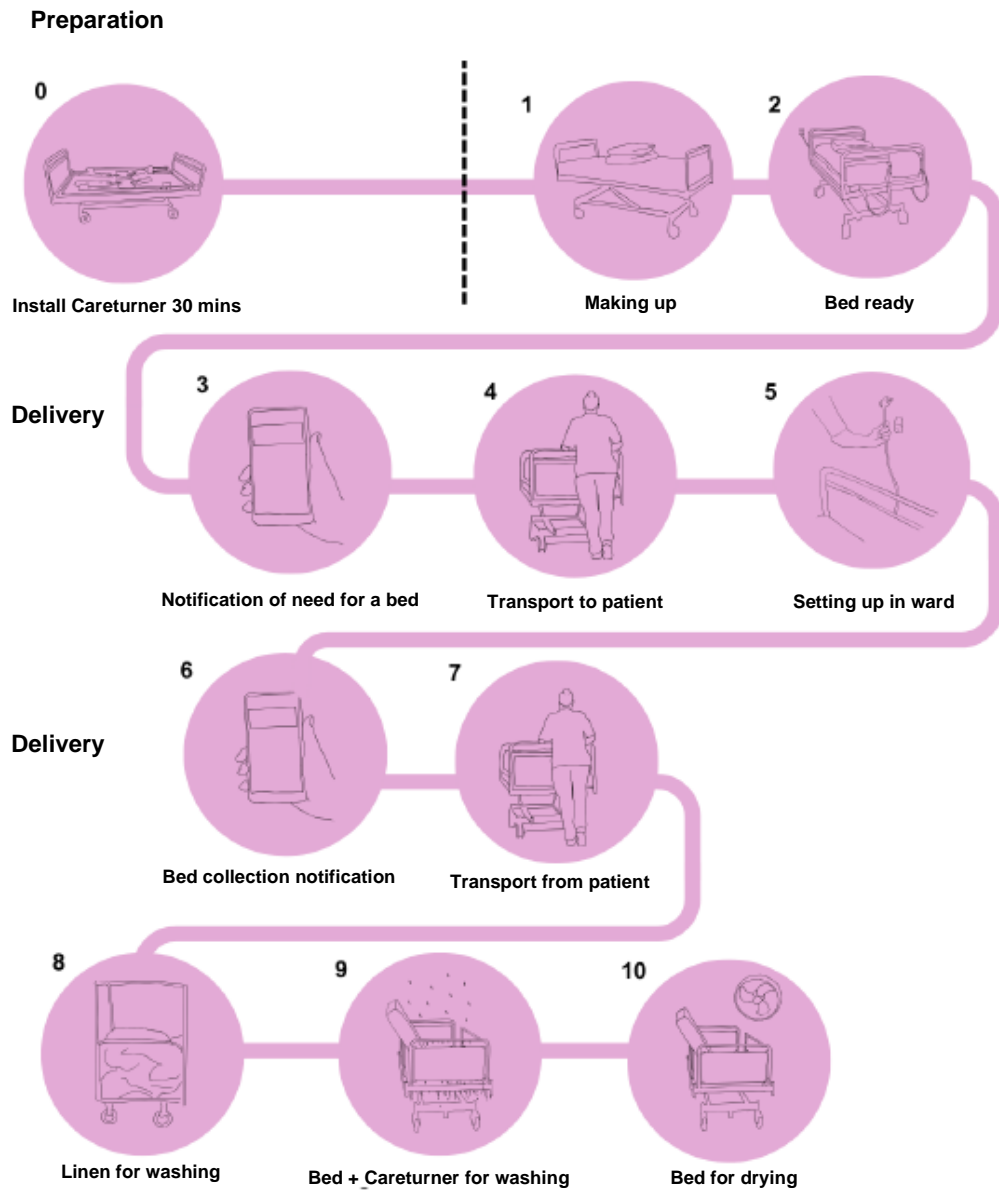 Preparation
0
1
2
Install Careturner 30 mins
Making up
Bed ready
Delivery
3
4
5
Notification of need for a bed
Transport to patient
Setting up in ward
Delivery
6
7
Bed collection notification
Transport from patient
8
9
10
Linen for washing
Bed + Careturner for washing
Bed for drying